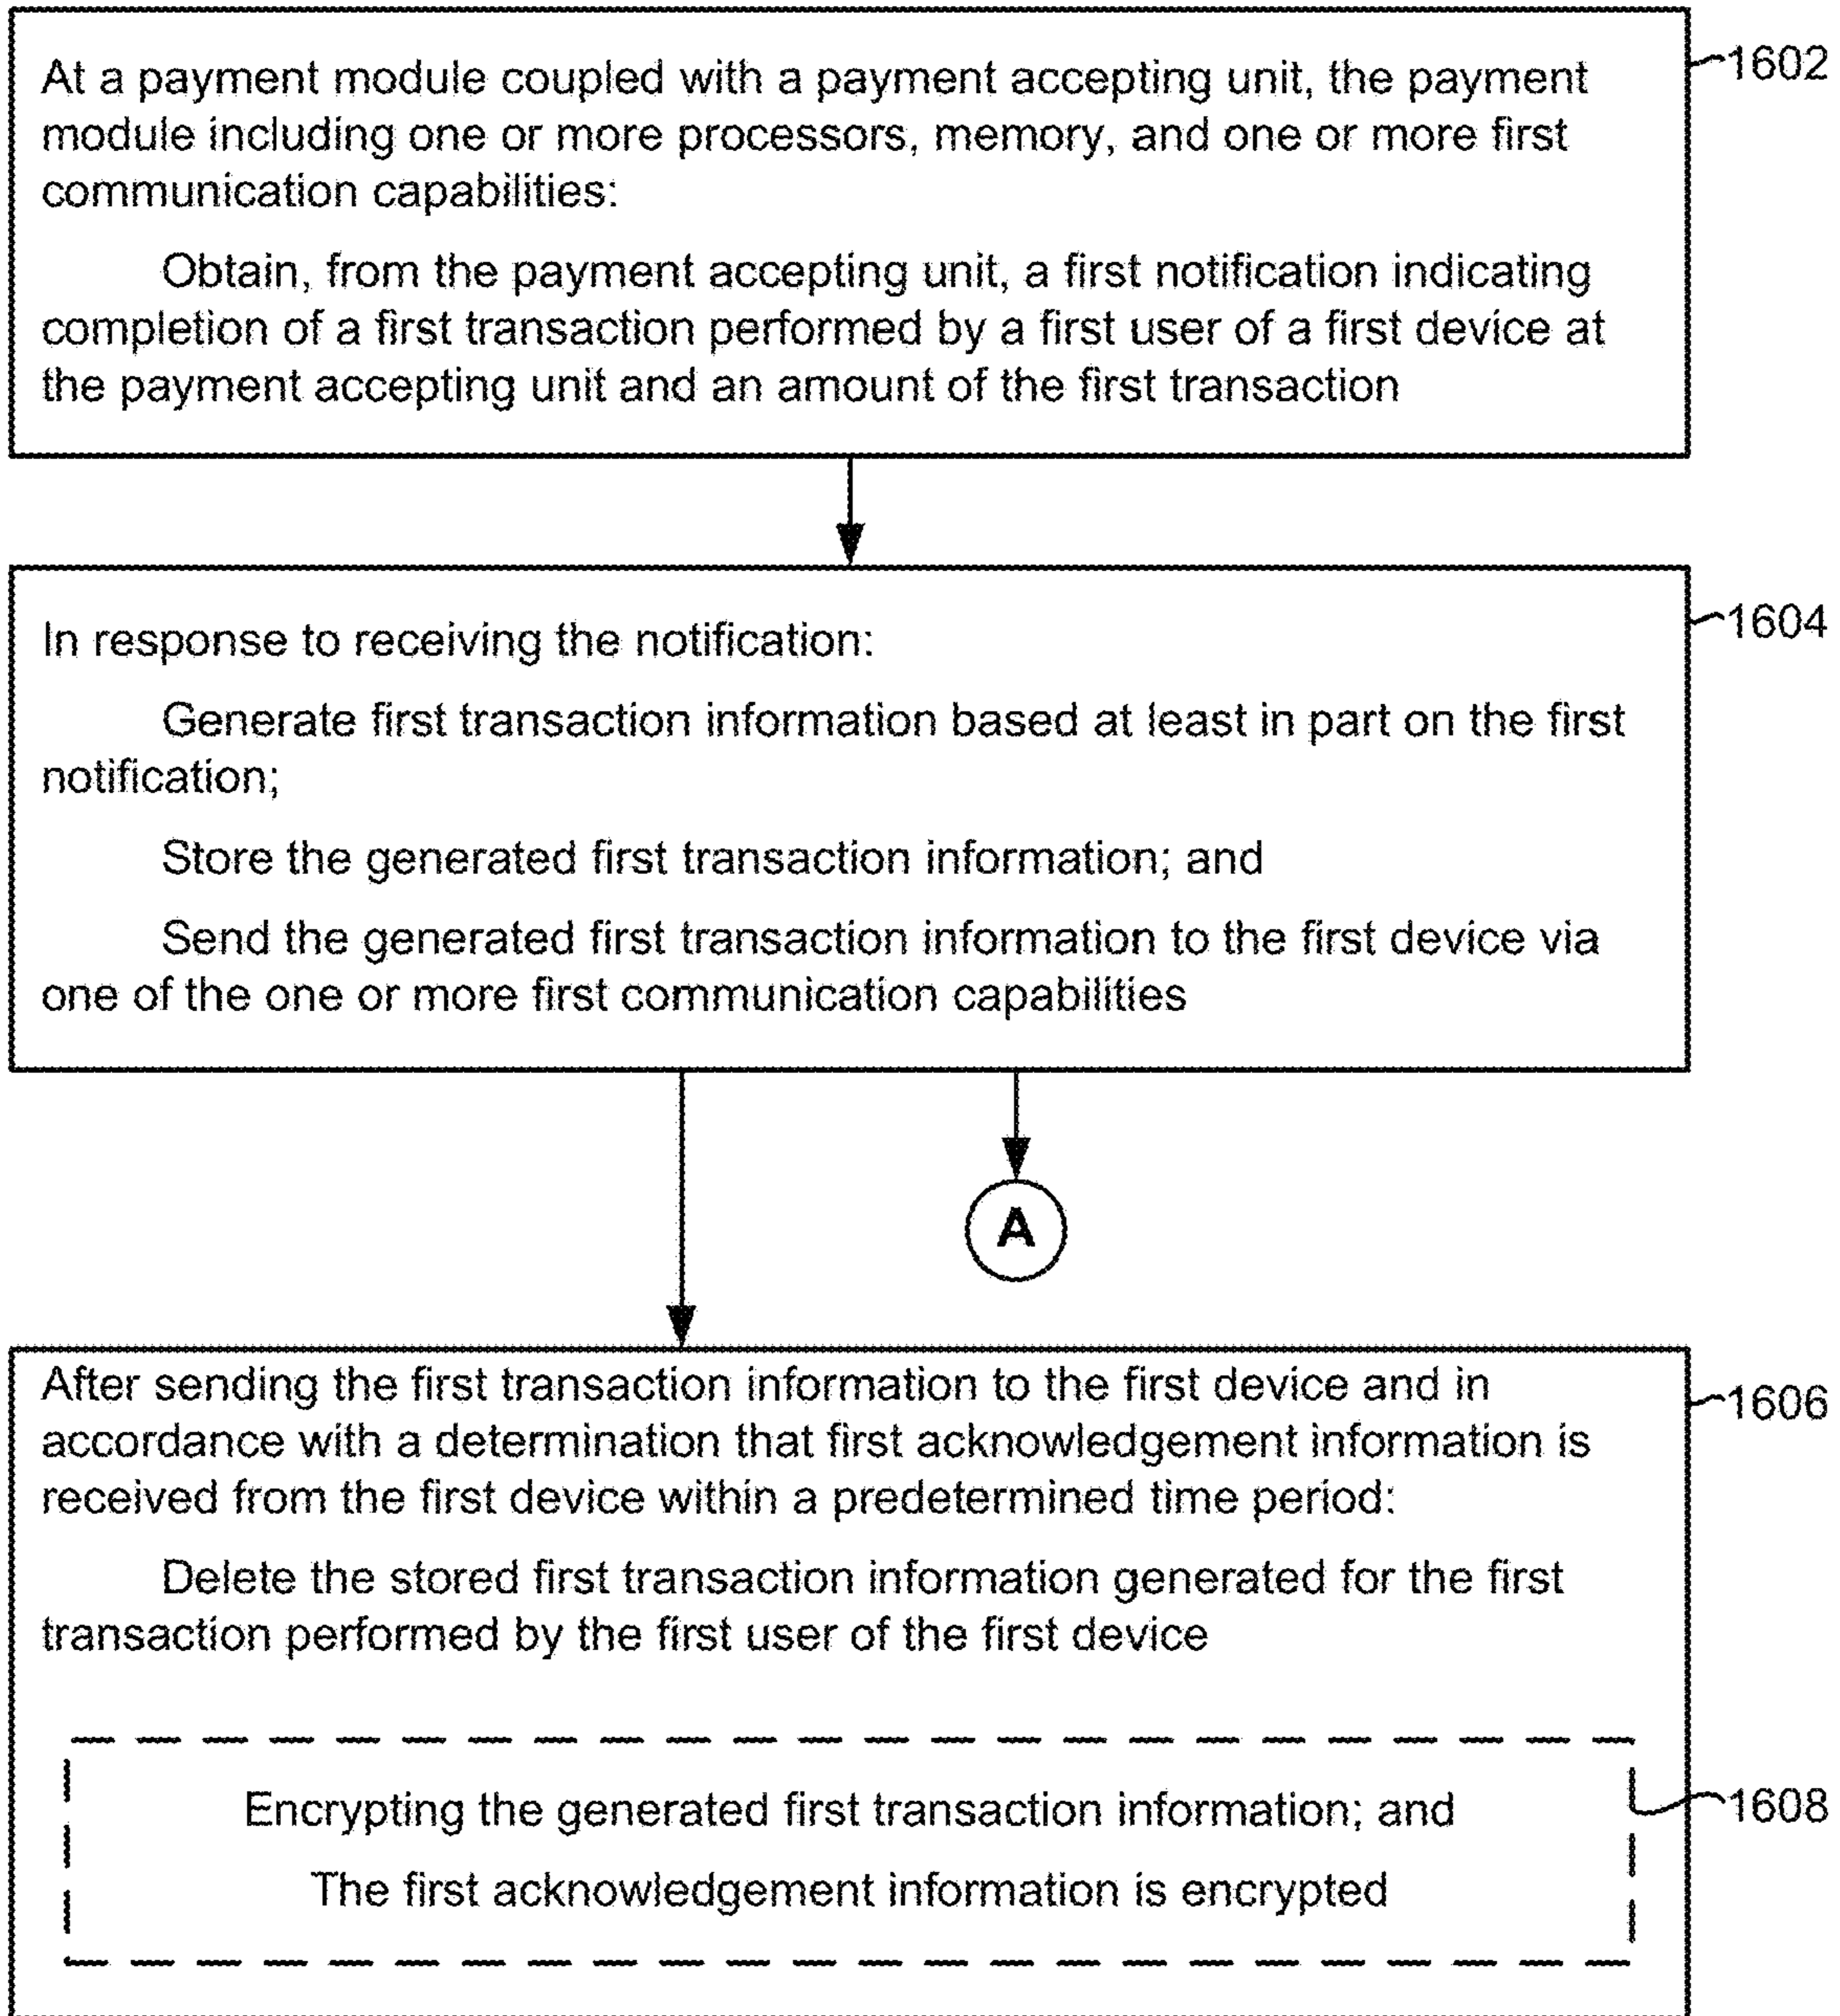 At a payment module coupled with a payment accepting unit, the payment
module including one or more processors, memory, and one or more first
communication capabilities:
Obtain, from the payment accepting unit, a first notification indicating
completion of a first transaction performed by a first user of a first device at
the payment accepting unit and an amount of the first transaction
1602
In response to receiving the notification:
Generate first transaction information based at least in part on the first
notification;
Store the generated first transaction information; and
Send the generated first transaction information to the first device via
one of the one or more first communication capabilities
1604
A
After sending the first transaction information to the first device and in
accordance with a determination that first acknowledgement information is
received from the first device within a predetermined time period:
Delete the stored first transaction information generated for the first
transaction performed by the first user of the first device
1606
Encrypting the generated first transaction information; and
The first acknowledgement information is encrypted
1608